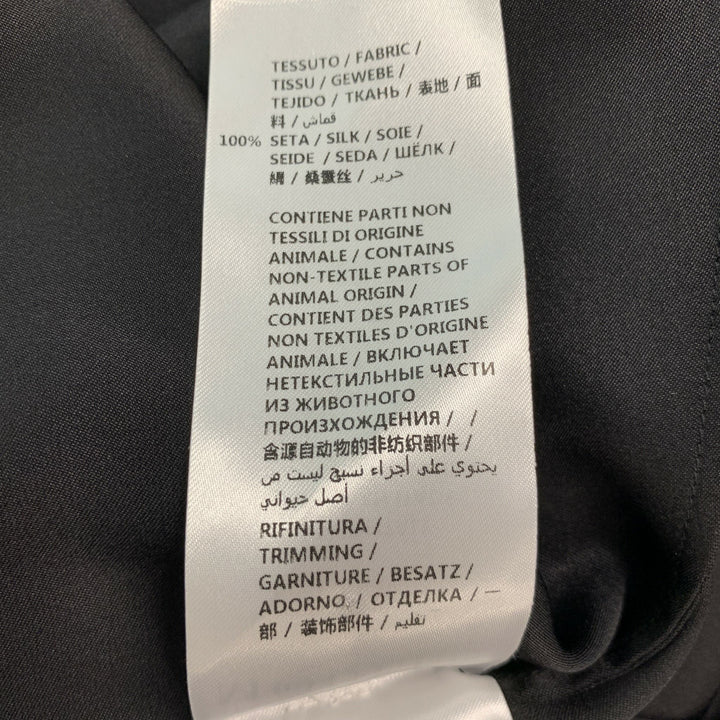 TESSUTO / FABRIC /
TISSU / GEWEBE /
TEJIDO / ТКАНЬ / 表地 / 面
料 / قماش /
100% SETA / SILK / SOIE /
SEIDE / SEDA / ШЁЛК /
絹 / 桑蚕丝 / حرير
CONTIENE PARTI NON
TESSILI DI ORIGINE
ANIMALE / CONTAINS
NON-TEXTILE PARTS OF
ANIMAL ORIGIN /
CONTIENT DES PARTIES
NON TEXTILES D'ORIGINE
ANIMALE / ВКЛЮЧАЕТ
НЕТЕКСТИЛЬНЫЕ ЧАСТИ
ИЗ ЖИВОТНОГО
ПРОИЗХОЖДЕНИЯ / /
含源自动物的非纺织部件 /
يحتوي على أجزاء نسيج ليست من
أصل حيواني
RIFINITURA /
TRIMMING /
GARNITURE / BESATZ /
ADORNO / ОТДЕЛКА / 一
部 / 装饰部件 / تقليم